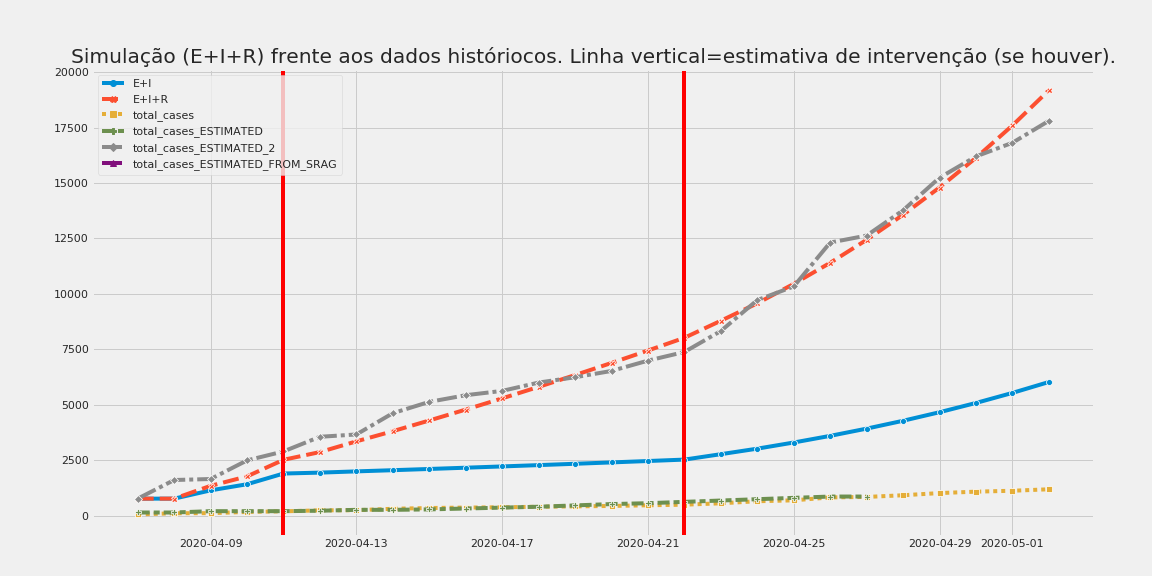 Simulação (E+I+R) frente aos dados históriocos. Linha vertical=estimativa de intervenção (se houver).
20000
17500
15000
12500
10000
7500
5000
2500
0
E+I
E+I+R
total_cases
total_cases_ESTIMATED
total_cases_ESTIMATED_2
total_cases_ESTIMATED_FROM_SRAG
2020-04-09 2020-04-13 2020-04-17 2020-04-21 2020-04-25 2020-04-29 2020-05-01